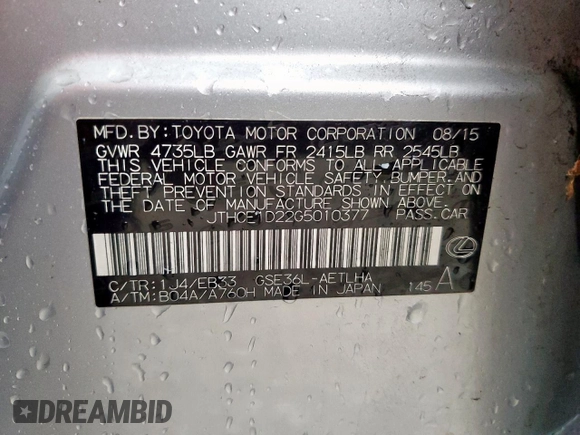 MFD.BY:TOYOTA MOTOR CORPORATION 08/15
GVWR 4735LB GAWR FR 2415LB RR 2545LB
THIS VEHICLE CONFORMS TO ALL APPLICABLE
FEDERAL MOTOR VEHICLE SAFETY,BUMPER,AND
THEFT PREVENTION STANDARDS IN EFFECT ON
THE DATE OF MANUFACTURE SHOWN ABOVE.
JTHCE1D22G5010377 PASS.CAR
C/TR:1J4/EB33 GSE36L-AETLHA
A/TM:B04A/A760H MADE IN JAPAN 145 A
DREAMBID